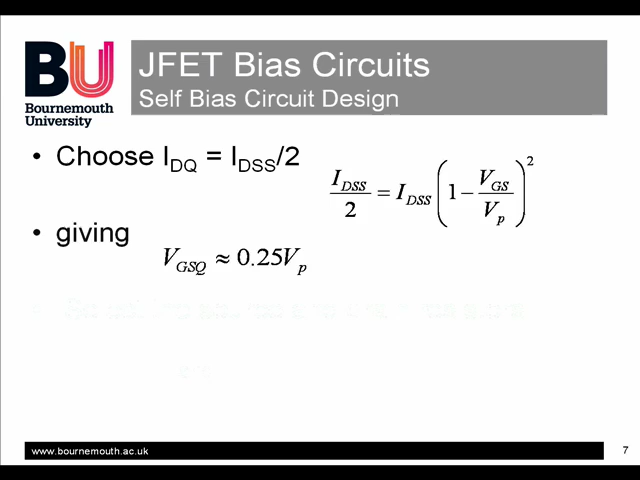 BU
Bournemouth
University
JFET Bias Circuits
Self Bias Circuit Design
• Choose I_DQ = I_DSS/2
I_DSS/2 = I_DSS (1 − V_GS/V_p)^2
• giving
V_GSQ ≈ 0.25V_p
www.bournemouth.ac.uk
7